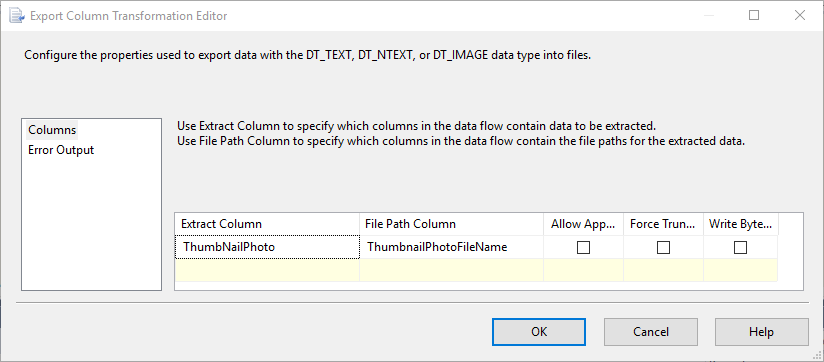 Export Column Transformation Editor
Configure the properties used to export data with the DT_TEXT, DT_NTEXT, or DT_IMAGE data type into files.
Columns
Error Output
Use Extract Column to specify which columns in the data flow contain data to be extracted.
Use File Path Column to specify which columns in the data flow contain the file paths for the extracted data.
Extract Column File Path Column Allow App... Force Trun... Write Byte...
ThumbNailPhoto ThumbnailPhotoFileName
OK Cancel Help